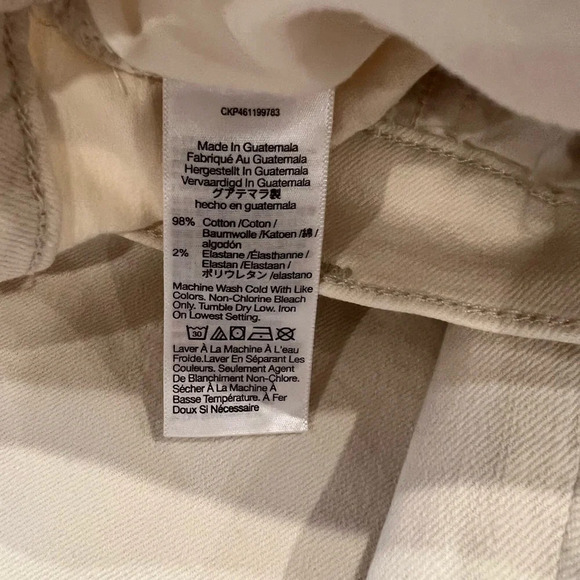 CKP461199783
Made In Guatemala
Fabriqué Au Guatemala
Hergestellt In Guatemala
Vervaardigd In Guatemala
グアテマラ製
hecho en guatemala
98% Cotton /Coton /
Baumwolle /Katoen /綿 /
algodón
2% Elastane /Élasthanne /
Elastan /Elastaan /
ポリウレタン /elastano
Machine Wash Cold With Like
Colors. Non-Chlorine Bleach
Only. Tumble Dry Low. Iron
On Lowest Setting.
30
Laver À La Machine À L'eau
Froide.Laver En Séparant Les
Couleurs. Seulement Agent
De Blanchiment Non-Chlore.
Sécher À La Machine À
Basse Température. À Fer
Doux Si Nécessaire